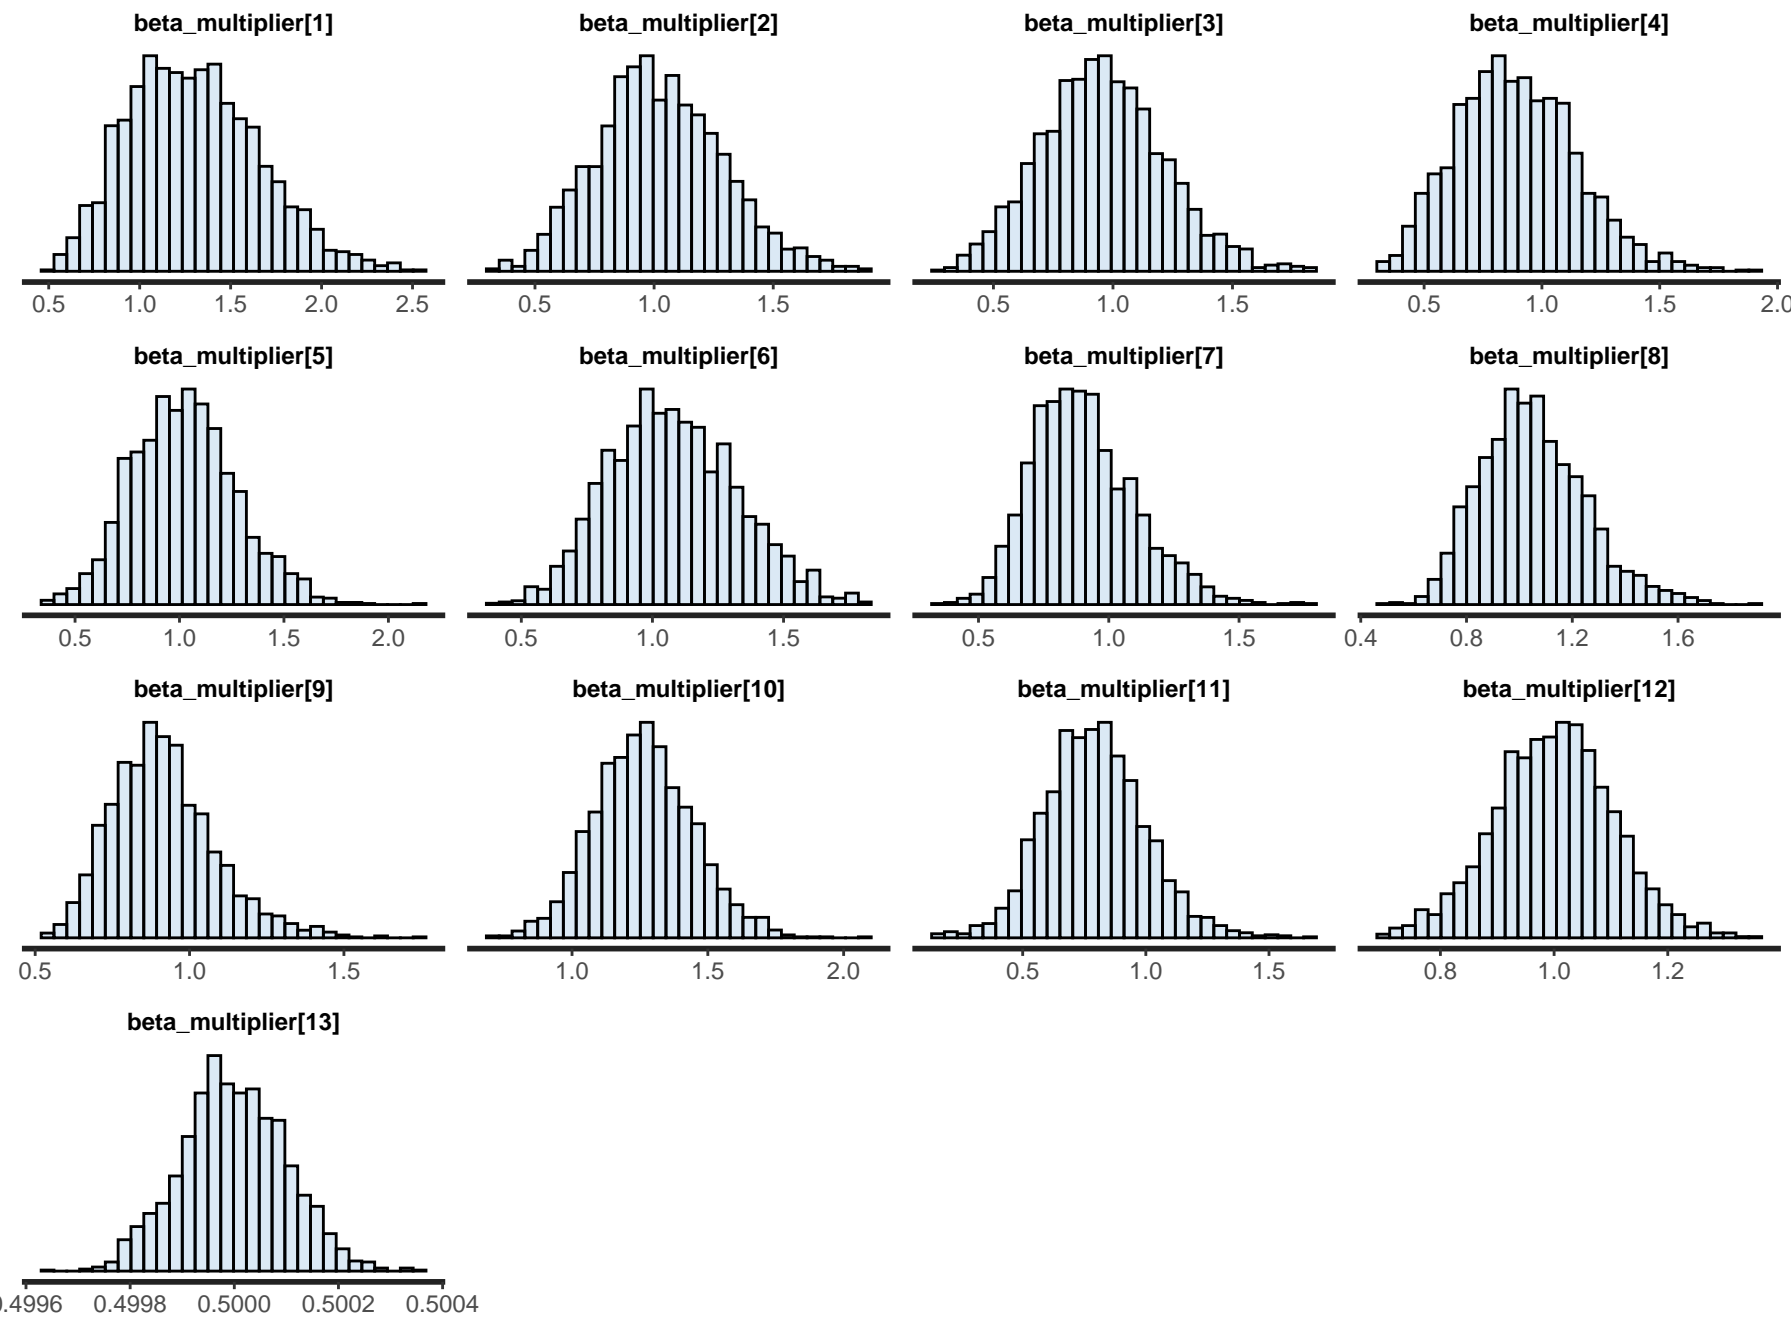 beta_multiplier[1] beta_multiplier[2] beta_multiplier[3] beta_multiplier[4]
0.5 1.0 1.5 2.0 2.5 0.5 1.0 1.5 0.5 1.0 1.5 0.5 1.0 1.5 2.0
beta_multiplier[5] beta_multiplier[6] beta_multiplier[7] beta_multiplier[8]
0.5 1.0 1.5 2.0 0.5 1.0 1.5 0.5 1.0 1.5 0.4 0.8 1.2 1.6
beta_multiplier[9] beta_multiplier[10] beta_multiplier[11] beta_multiplier[12]
0.5 1.0 1.5 1.0 1.5 2.0 0.5 1.0 1.5 0.8 1.0 1.2
beta_multiplier[13]
0.4996 0.4998 0.5000 0.5002 0.5004